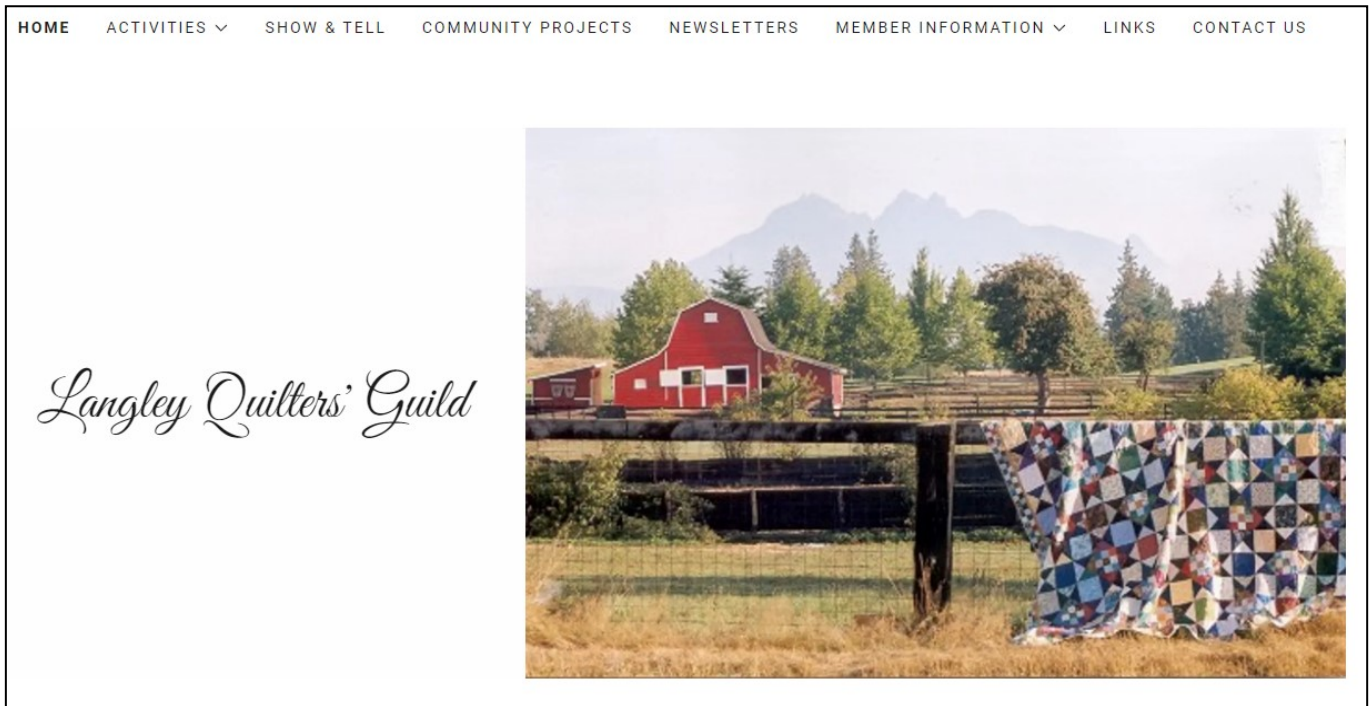 HOME ACTIVITIES SHOW & TELL COMMUNITY PROJECTS NEWSLETTERS MEMBER INFORMATION LINKS CONTACT US
Langley Quilters' Guild